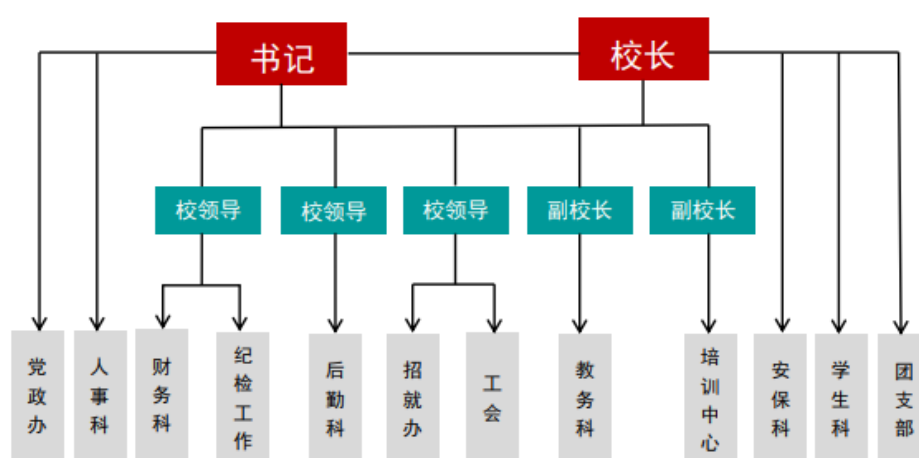 书记
校长
校领导
校领导
校领导
副校长
副校长
党政办
人事科
财务科
纪检工作
后勤科
招就办
工会
教务科
培训中心
安保科
学生科
团支部